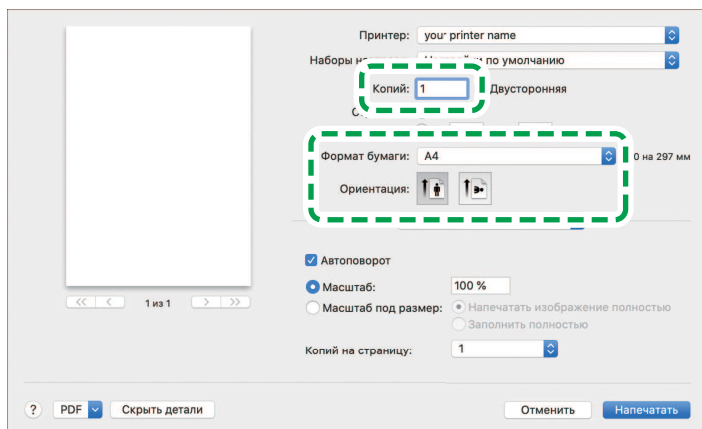 Принтер: your printer name
Наборы по умолчанию
Копий: 1 Двусторонняя
Формат бумаги: A4 0 на 297 мм
Ориентация:
Автоповорот
Масштаб: 100 %
Масштаб под размер: Напечатать изображение полностью
Заполнить полностью
Копий на страницу: 1
<< < 1 из 1 > >>
? PDF Скрыть детали Отменить Напечатать